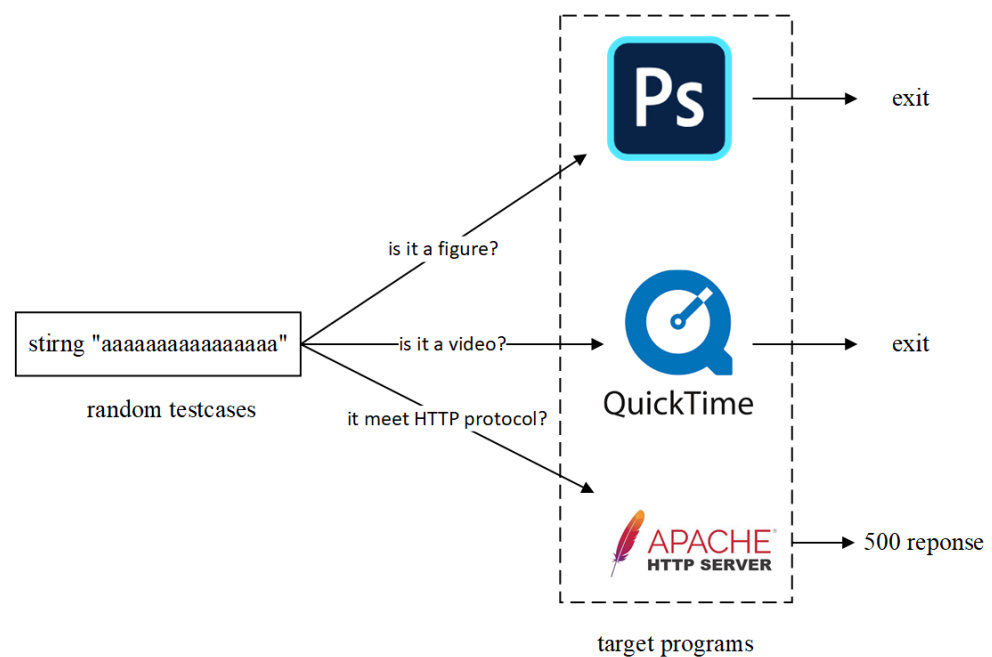 Ps
exit
is it a figure?
stirng "aaaaaaaaaaaaaaaa"
is it a video?
exit
QuickTime
random testcases
it meet HTTP protocol?
APACHE
HTTP SERVER
500 reponse
target programs